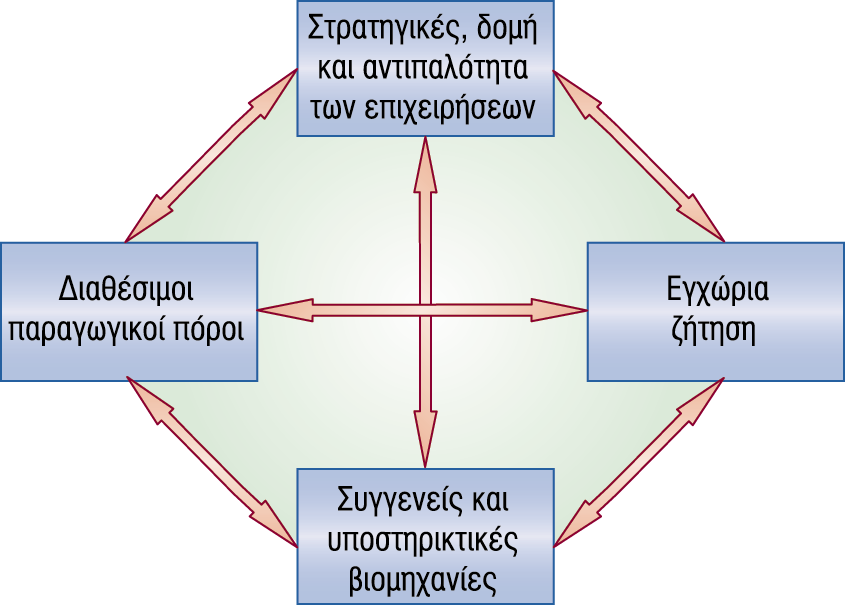 Στρατηγικές, δομή
και αντιπαλότητα
των επιχειρήσεων
Διαθέσιμοι
παραγωγικοί πόροι
Εγχώρια
ζήτηση
Συγγενείς και
υποστηρικτικές
βιομηχανίες